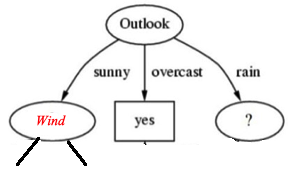 Outlook
sunny overcast rain
Wind yes ?